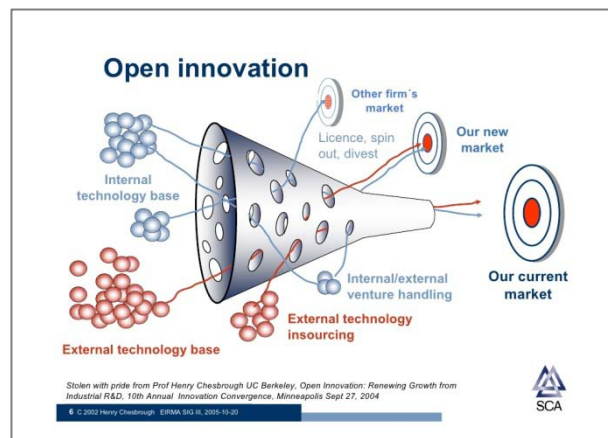 Open innovation
Other firm´s
market
Licence, spin
out, divest
Our new
market
Internal
technology base
Internal/external
venture handling
Our current
market
External technology
insourcing
External technology base
Stolen with pride from Prof Henry Chesbrough UC Berkeley, Open Innovation: Renewing Growth from
Industrial R&D, 10th Annual Innovation Convergence, Minneapolis Sept 27, 2004
6 C 2002 Henry Chesbrough EIRMA SIG III, 2005-10-20
SCA